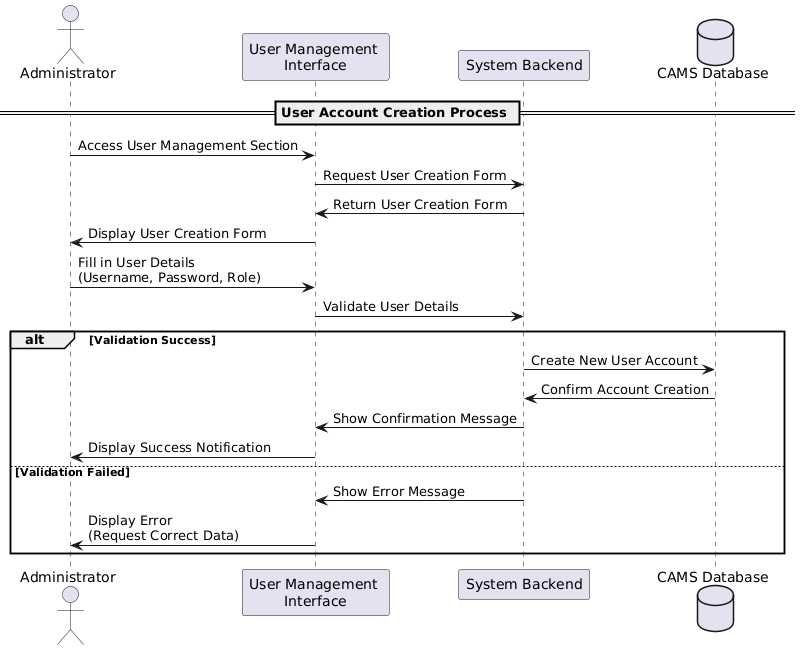 Administrator
User Management
Interface
System Backend
CAMS Database
User Account Creation Process
Access User Management Section
Request User Creation Form
Return User Creation Form
Display User Creation Form
Fill in User Details
(Username, Password, Role)
Validate User Details
alt [Validation Success]
Create New User Account
Confirm Account Creation
Show Confirmation Message
Display Success Notification
[Validation Failed]
Show Error Message
Display Error
(Request Correct Data)
Administrator
User Management
Interface
System Backend
CAMS Database